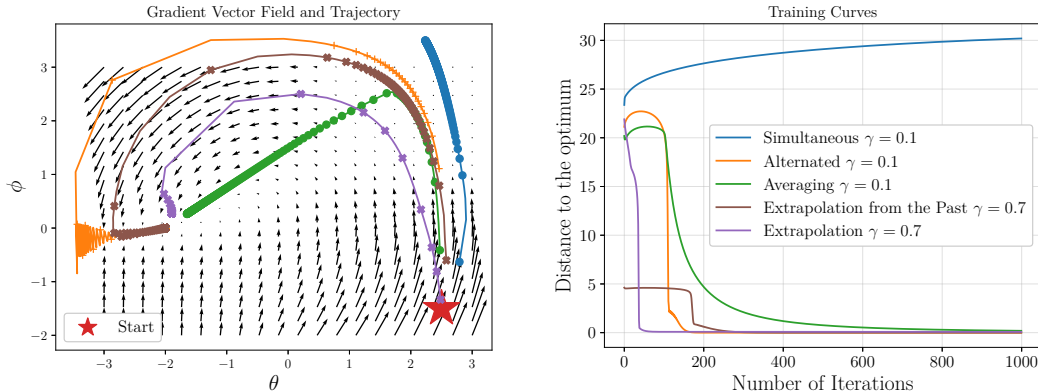 Gradient Vector Field and Trajectory
3
2
1
0
−1
−2
ϕ
Start
−3
−2
−1
0
1
2
3
θ
Training Curves
30
25
20
15
10
5
0
Distance to the optimum
Simultaneous γ = 0.1
Alternated γ = 0.1
Averaging γ = 0.1
Extrapolation from the Past γ = 0.7
Extrapolation γ = 0.7
0
200
400
600
800
1000
Number of Iterations